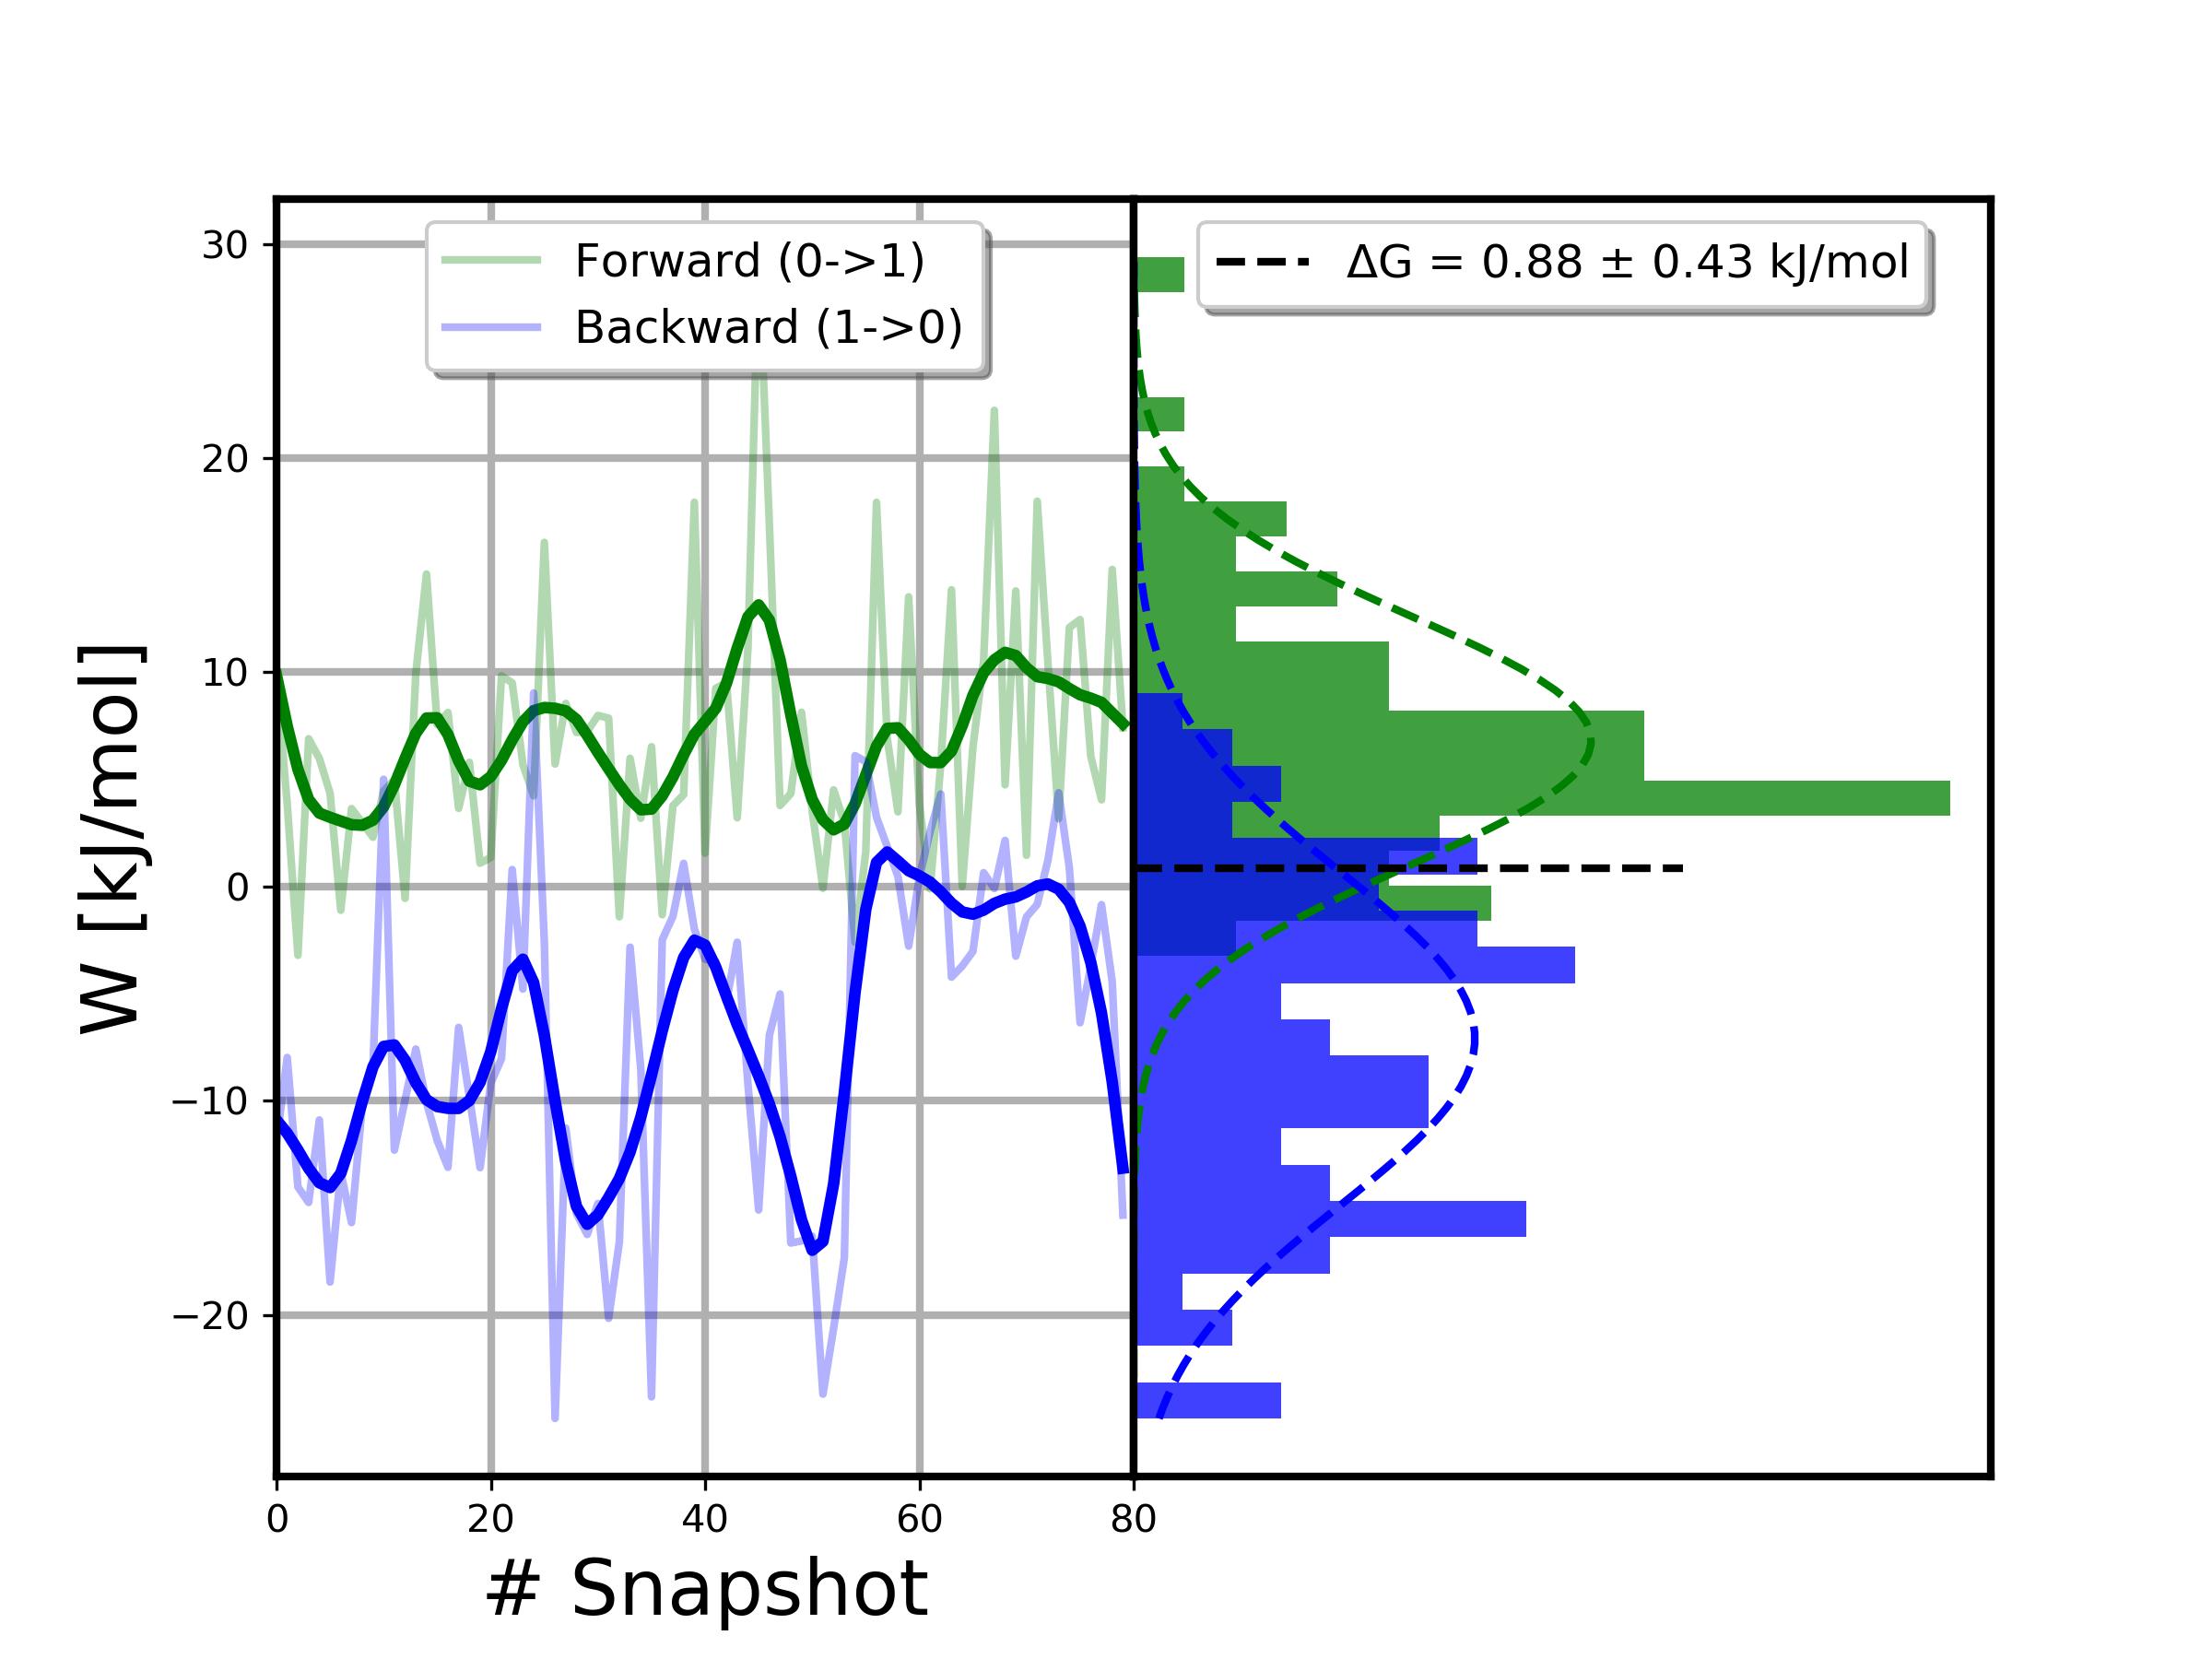 Forward (0->1)
Backward (1->0)
ΔG = 0.88 ± 0.43 kJ/mol
W [kJ/mol]
30
20
10
0
−10
−20
0 20 40 60 80
# Snapshot